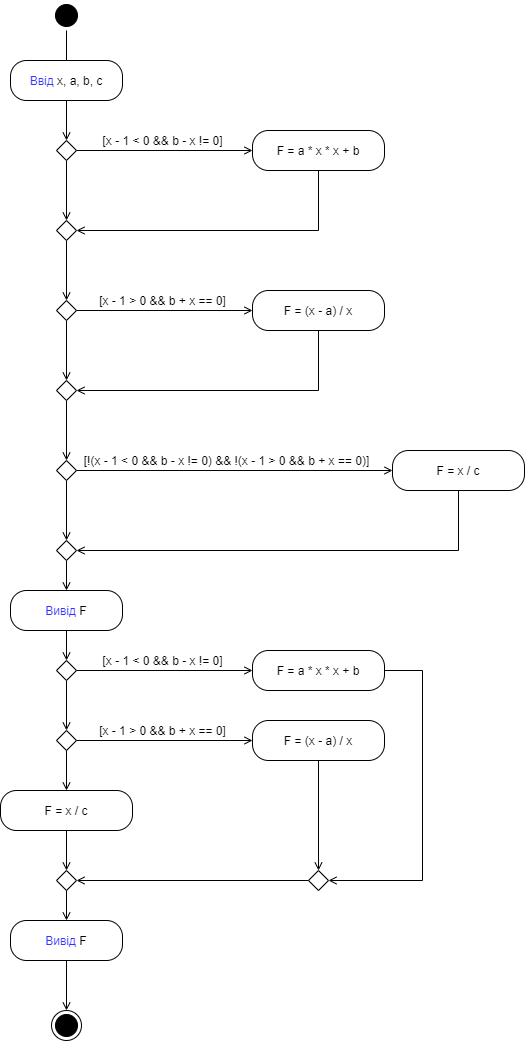 Ввід x, a, b, c
[x - 1 < 0 && b - x != 0]
F = a * x * x + b
[x - 1 > 0 && b + x == 0]
F = (x - a) / x
[!(x - 1 < 0 && b - x != 0) && !(x - 1 > 0 && b + x == 0)]
F = x / c
Вивід F
[x - 1 < 0 && b - x != 0]
F = a * x * x + b
[x - 1 > 0 && b + x == 0]
F = (x - a) / x
F = x / c
Вивід F